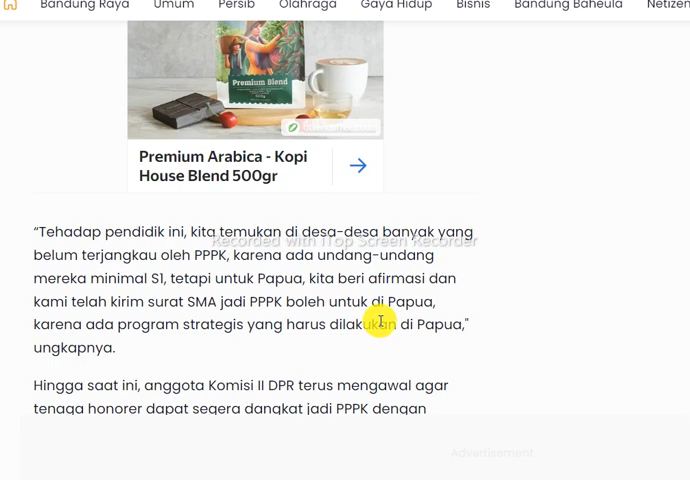 Bandung Raya Umum Persib Olahraga Gaya Hidup Bisnis Bandung Baheula Netizen
Premium Blend
Premium Arabica - Kopi
House Blend 500gr
“Tehadap pendidik ini, kita temukan di desa-desa banyak yang
Recorded with iTop Screen Recorder
belum terjangkau oleh PPPK, karena ada undang-undang
mereka minimal S1, tetapi untuk Papua, kita beri afirmasi dan
kami telah kirim surat SMA jadi PPPK boleh untuk di Papua,
karena ada program strategis yang harus dilakukan di Papua,"
ungkapnya.
Hingga saat ini, anggota Komisi II DPR terus mengawal agar
tenaga honorer dapat segera dangkat jadi PPPK dengan
Advertisement